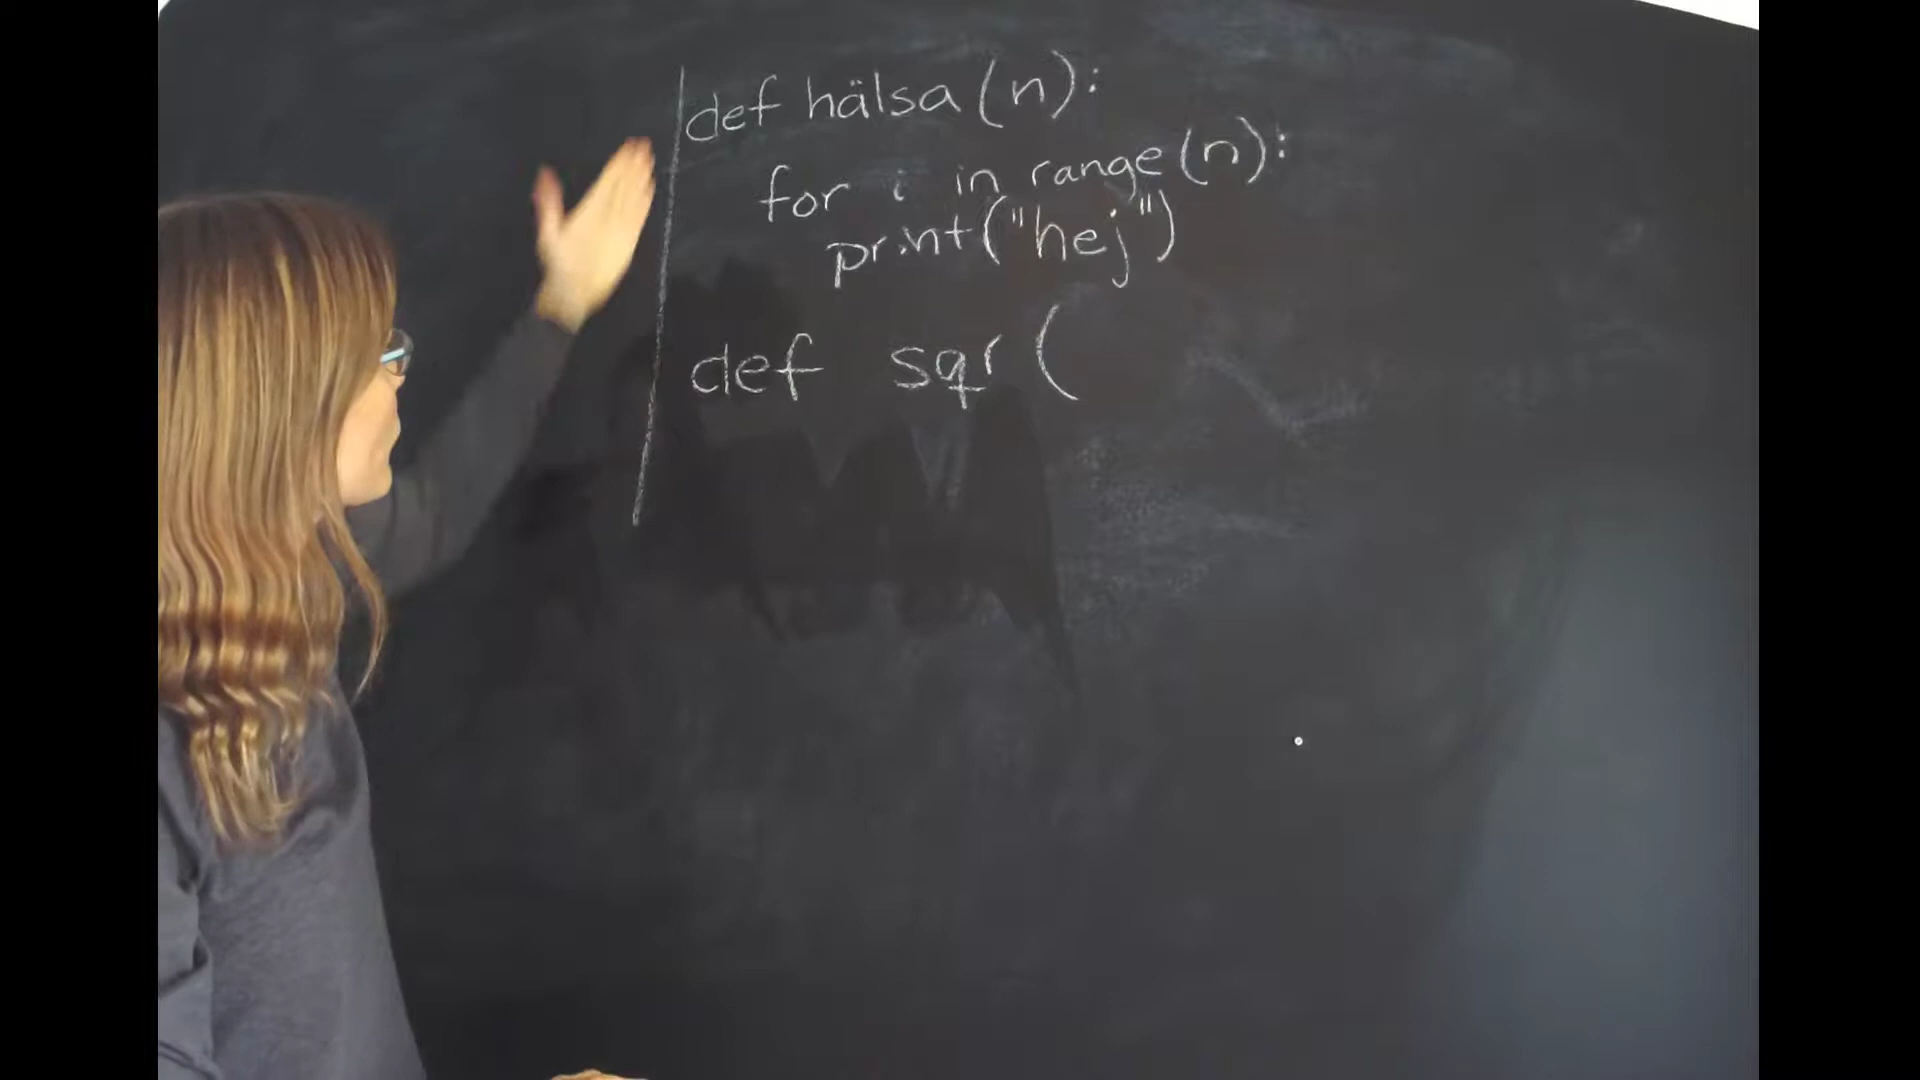 def hälsa(n):
for i in range(n):
print("hej")
def sqr(